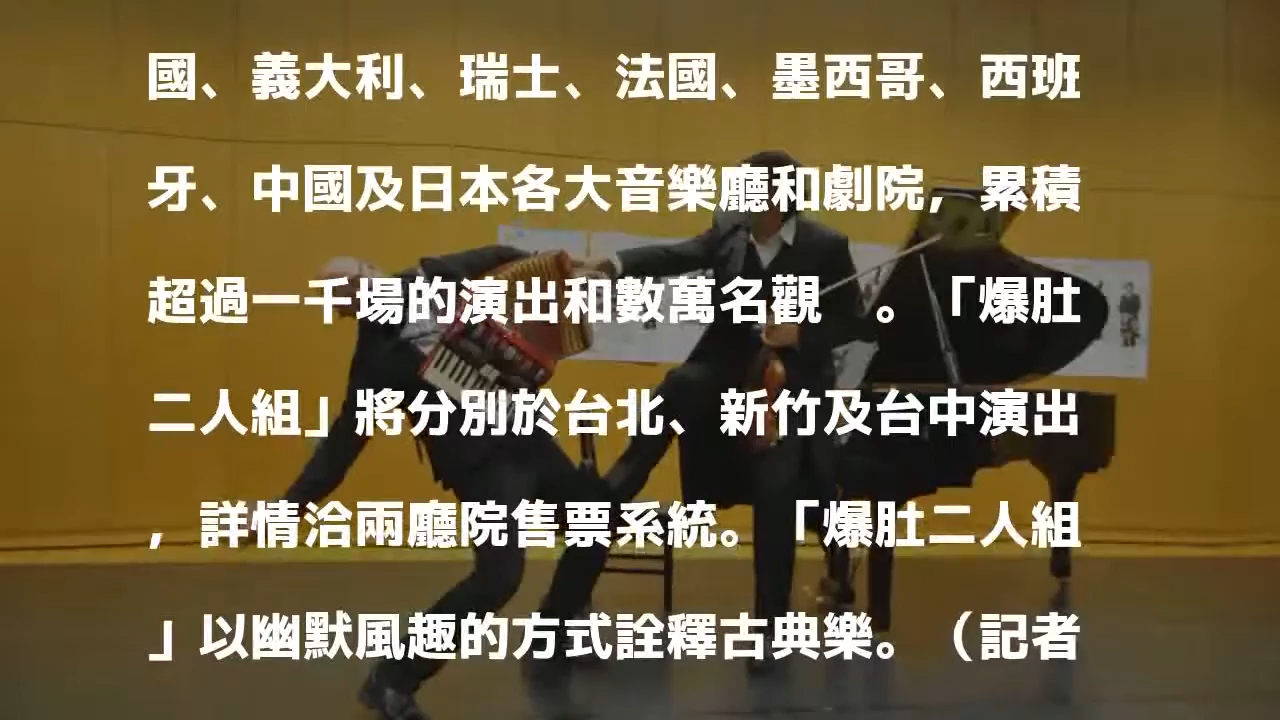 國、義大利、瑞士、法國、墨西哥、西班
牙、中國及日本各大音樂廳和劇院，累積
超過一千場的演出和數萬名觀　。「爆肚
二人組」將分別於台北、新竹及台中演出
，詳情洽兩廳院售票系統。「爆肚二人組
」以幽默風趣的方式詮釋古典樂。（記者